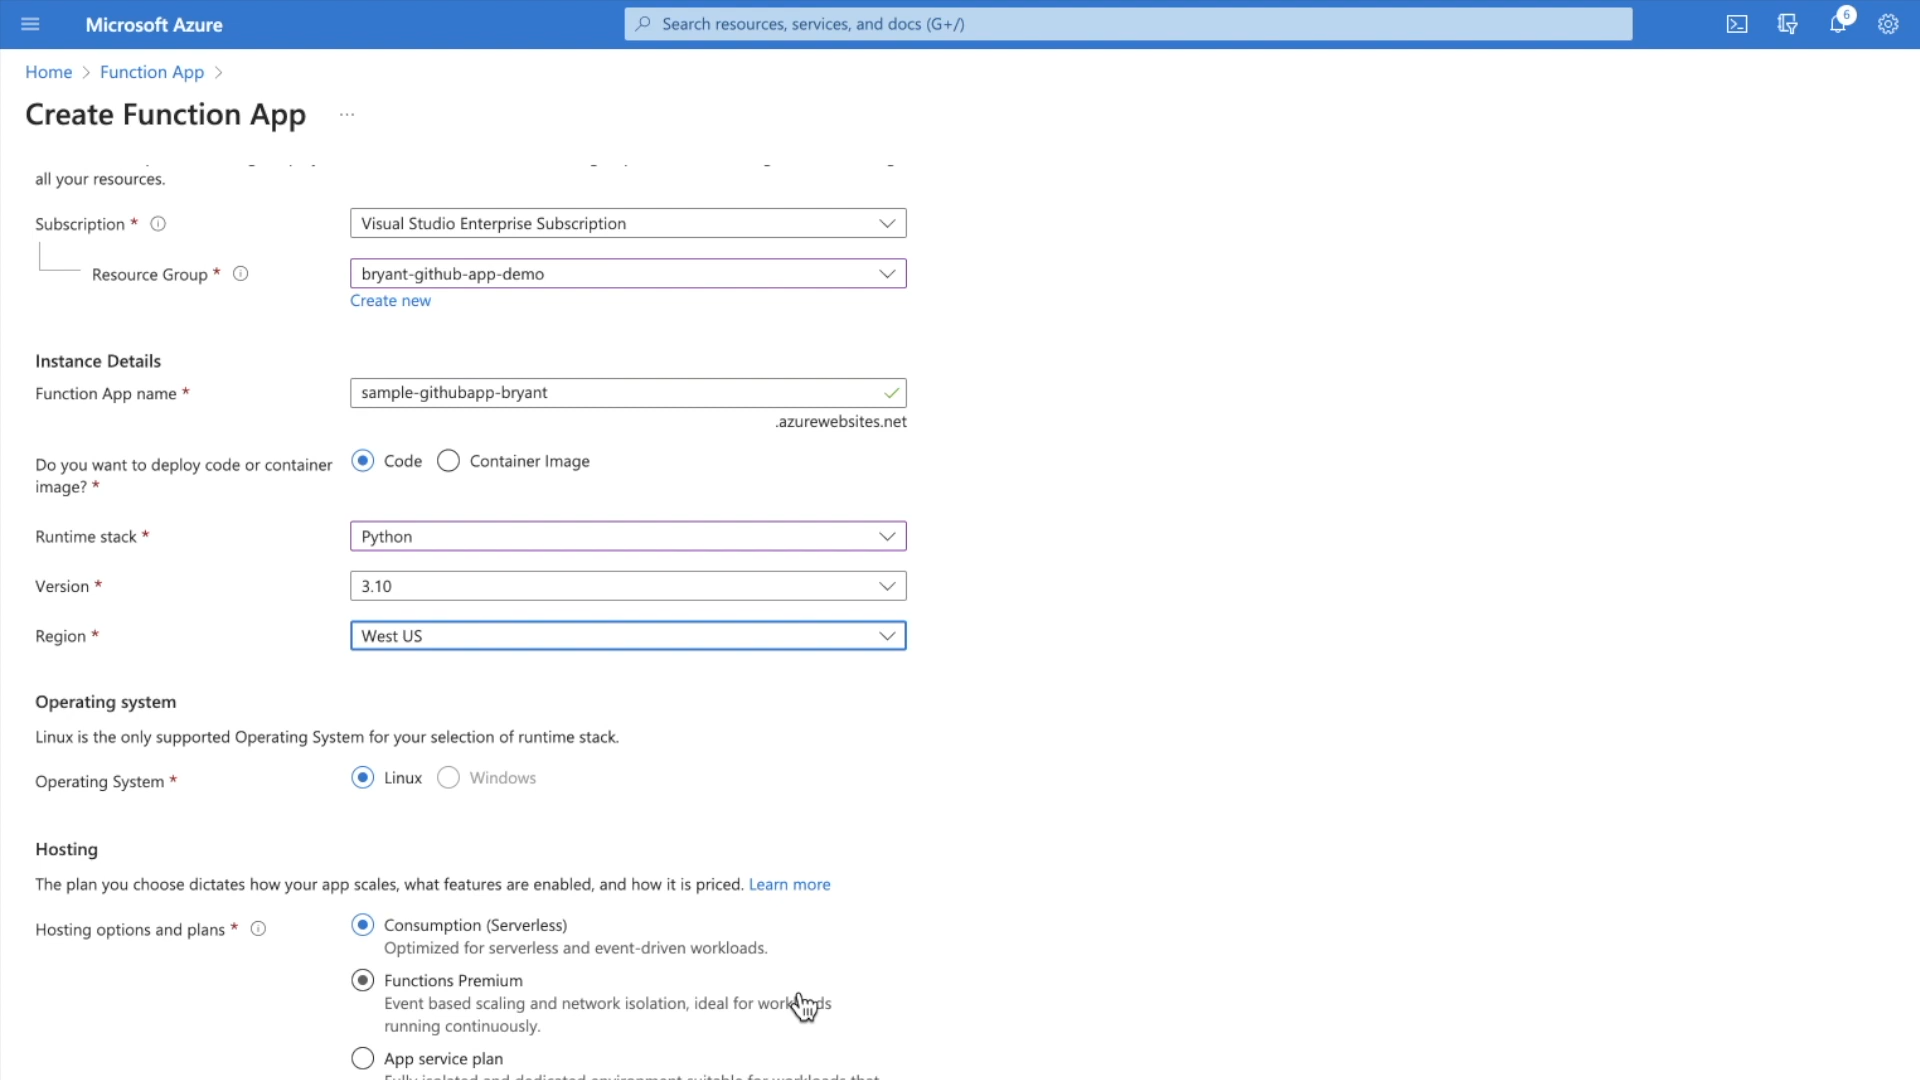 Microsoft Azure
Search resources, services, and docs (G+/)
6
Home > Function App >
Create Function App ...
all your resources.
Subscription *
Visual Studio Enterprise Subscription
Resource Group *
bryant-github-app-demo
Create new
Instance Details
Function App name *
sample-githubapp-bryant
.azurewebsites.net
Do you want to deploy code or container
image? *
Code Container Image
Runtime stack *
Python
Version *
3.10
Region *
West US
Operating system
Linux is the only supported Operating System for your selection of runtime stack.
Operating System *
Linux Windows
Hosting
The plan you choose dictates how your app scales, what features are enabled, and how it is priced. Learn more
Hosting options and plans *
Consumption (Serverless)
Optimized for serverless and event-driven workloads.
Functions Premium
Event based scaling and network isolation, ideal for workloads
running continuously.
App service plan